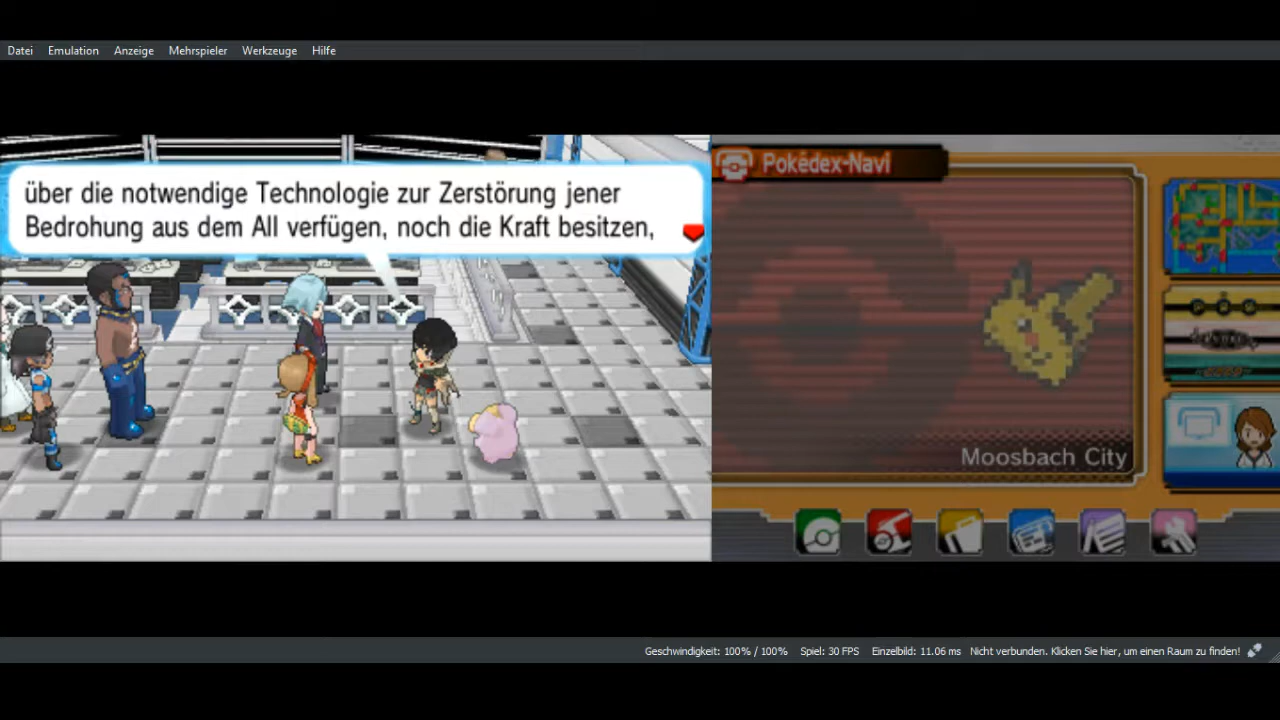 Datei Emulation Anzeige Mehrspieler Werkzeuge Hilfe
über die notwendige Technologie zur Zerstörung jener
Bedrohung aus dem All verfügen, noch die Kraft besitzen,
Pokédex-Navi
Moosbach City
Geschwindigkeit: 100% / 100% Spiel: 30 FPS Einzelbild: 11.06 ms Nicht verbunden. Klicken Sie hier, um einen Raum zu finden!